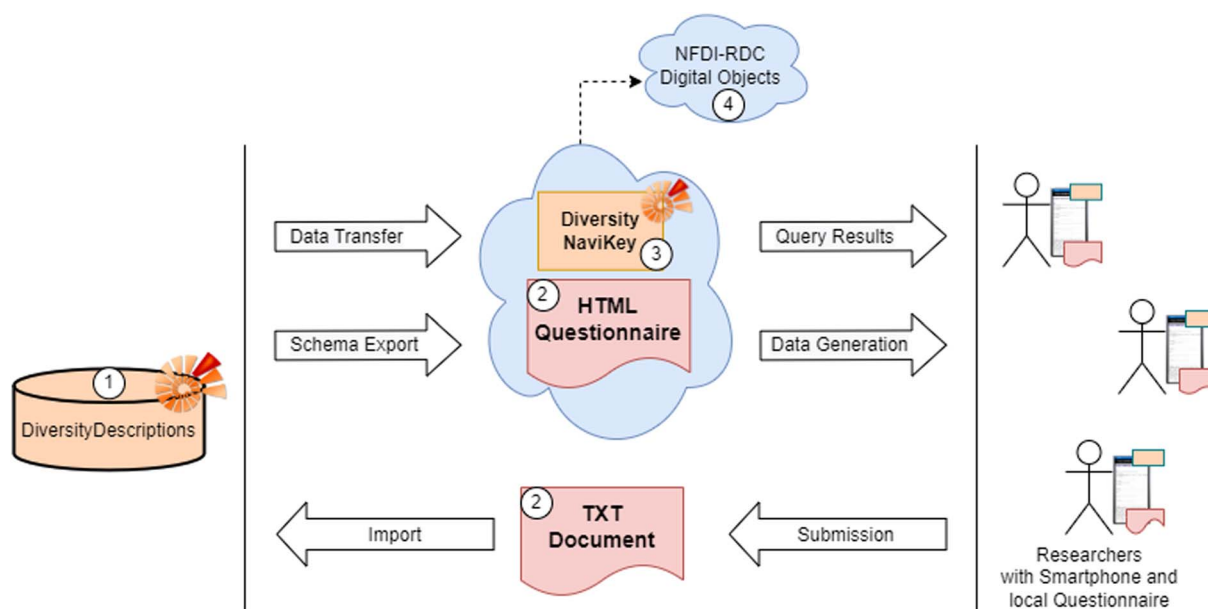 NFDI-RDC
Digital Objects
4
Data Transfer
Diversity
NaviKey
3
Query Results
2
HTML
Questionnaire
Schema Export
Data Generation
1
DiversityDescriptions
2
TXT
Document
Import
Submission
Researchers
with Smartphone and
local Questionnaire